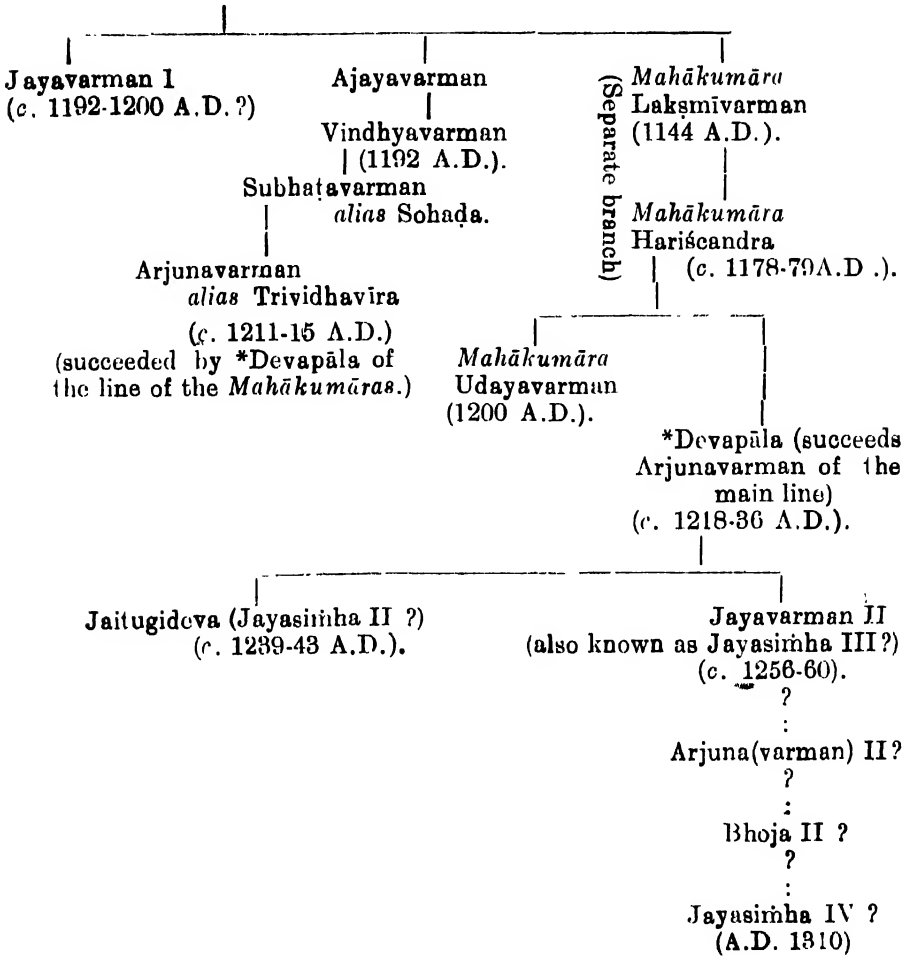 Jayavarman I
(c. 1192-1200 A.D. ?)
Ajayavarman
Vindhyavarman
(1192 A.D.).
Subhaṭavarman
alias Sohaḍa.
Arjunavarman
alias Trividhavīra
(c. 1211-15 A.D.)
(succeeded by *Devapāla of
the line of the Mahākumāras.)
(Separate branch)
Mahākumāra
Lakṣmīvarman
(1144 A.D.).
Mahākumāra
Hariścandra
(c. 1178-79 A.D .).
Mahākumāra
Udayavarman
(1200 A.D.).
*Devapāla (succeeds
Arjunavarman of the
main line)
(c. 1218-36 A.D.).
Jaitugideva (Jayasiṁha II ?)
(c. 1239-43 A.D.).
Jayavarman II
(also known as Jayasiṁha III ?)
(c. 1256-60).
?
:
Arjuna(varman) II ?
?
:
Bhoja II ?
?
:
Jayasiṁha IV ?
(A.D. 1310)